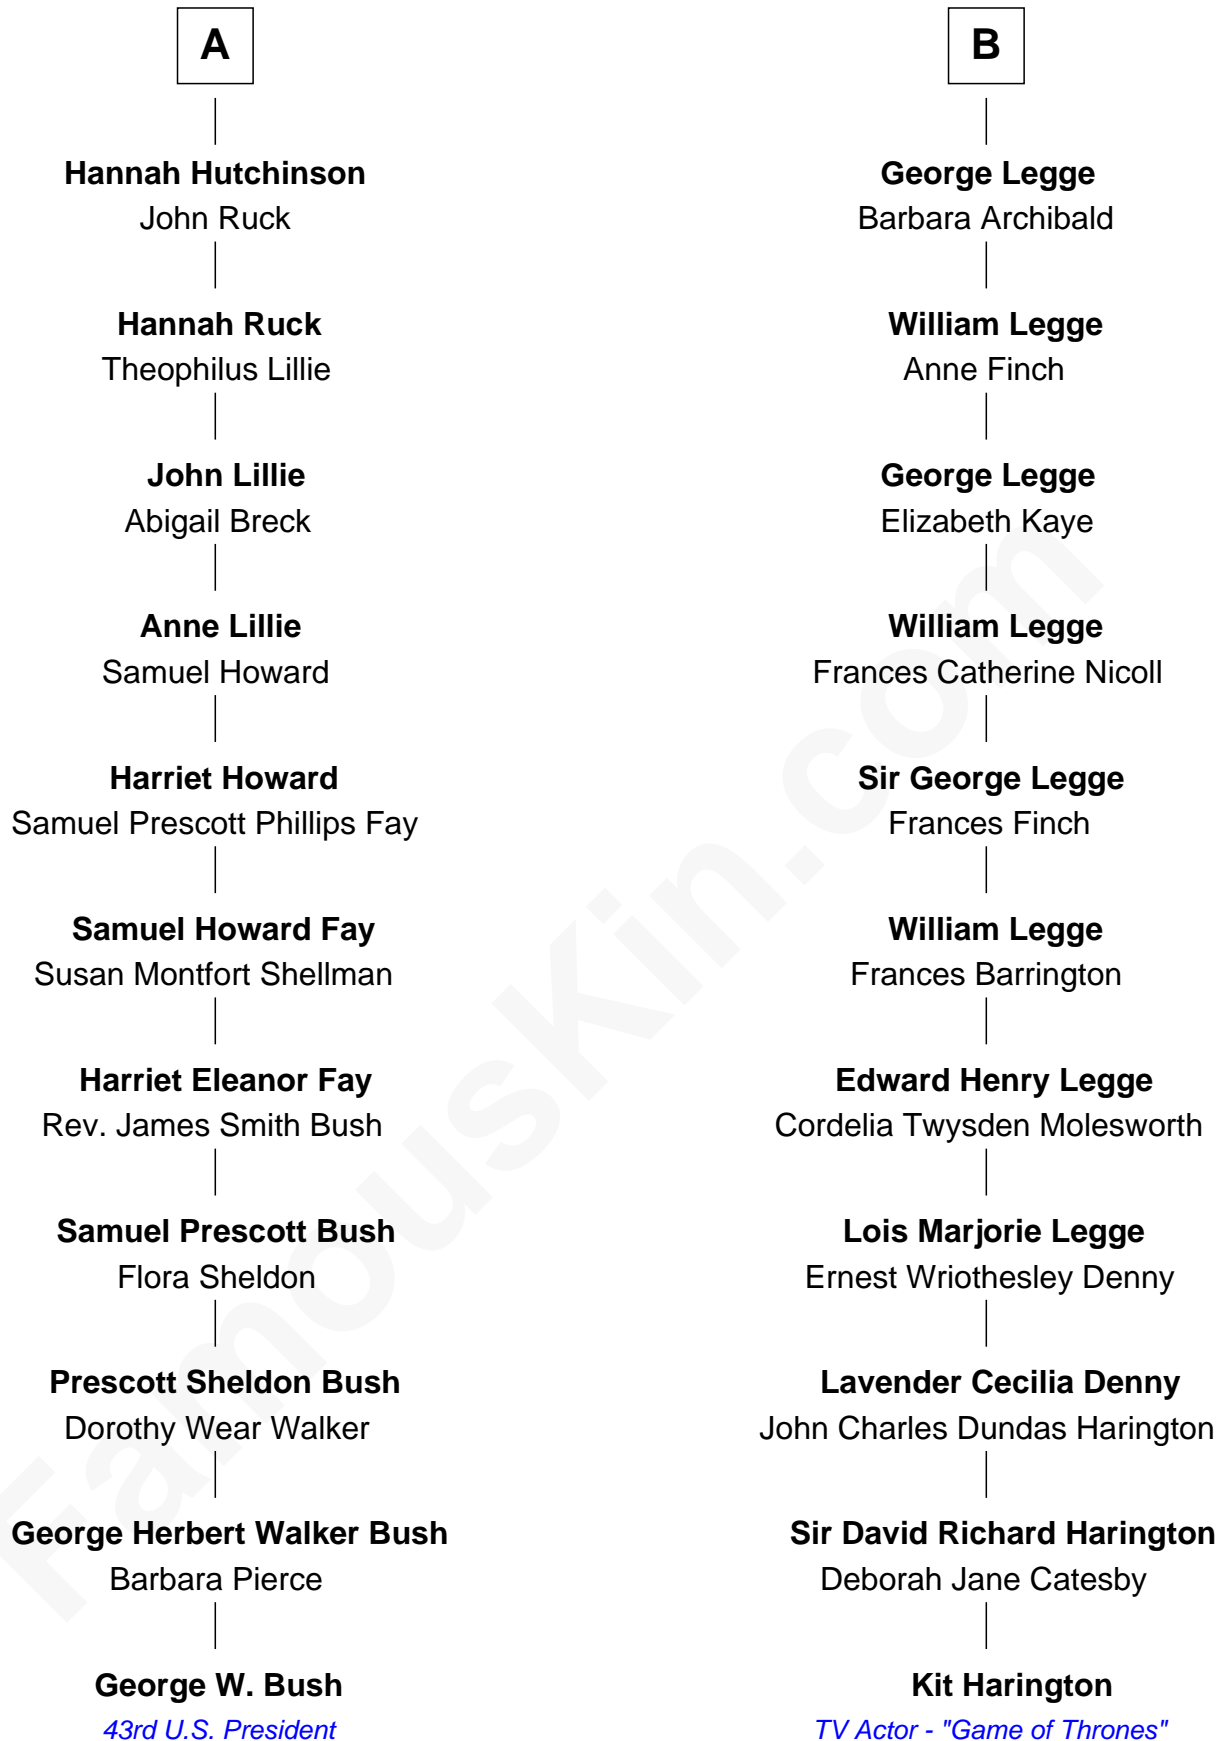 A
Hannah Hutchinson
John Ruck
Hannah Ruck
Theophilus Lillie
John Lillie
Abigail Breck
Anne Lillie
Samuel Howard
Harriet Howard
Samuel Prescott Phillips Fay
Samuel Howard Fay
Susan Montfort Shellman
Harriet Eleanor Fay
Rev. James Smith Bush
Samuel Prescott Bush
Flora Sheldon
Prescott Sheldon Bush
Dorothy Wear Walker
George Herbert Walker Bush
Barbara Pierce
George W. Bush
43rd U.S. President
B
George Legge
Barbara Archibald
William Legge
Anne Finch
George Legge
Elizabeth Kaye
William Legge
Frances Catherine Nicoll
Sir George Legge
Frances Finch
William Legge
Frances Barrington
Edward Henry Legge
Cordelia Twysden Molesworth
Lois Marjorie Legge
Ernest Wriothesley Denny
Lavender Cecilia Denny
John Charles Dundas Harington
Sir David Richard Harington
Deborah Jane Catesby
Kit Harington
TV Actor - "Game of Thrones"
FamousKin.com